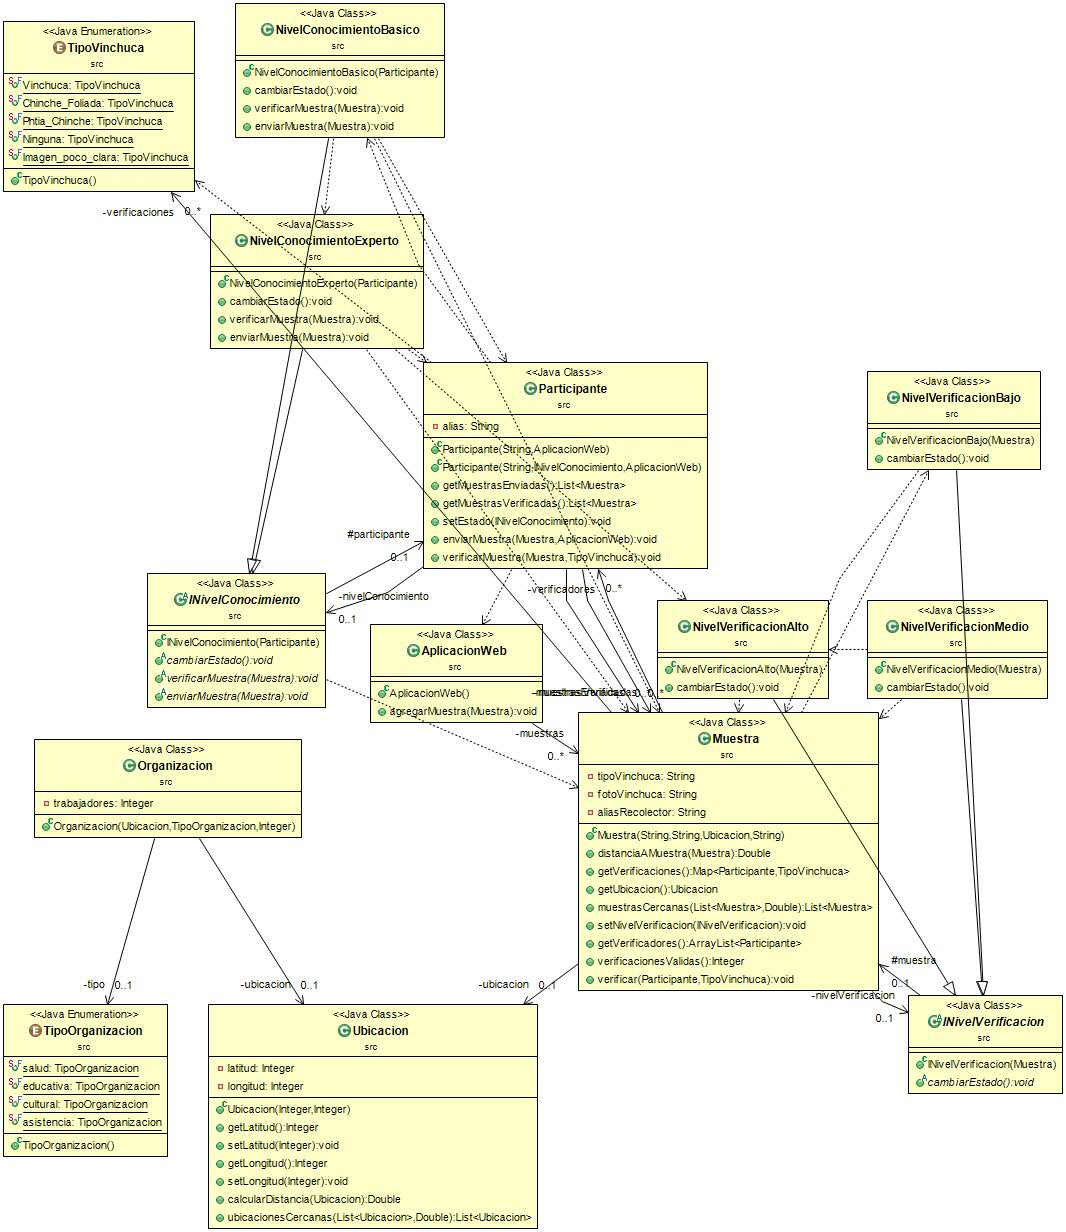 <<Java Enumeration>>
TipoVinchuca
src
Vinchuca: TipoVinchuca
Chinche_Foliada: TipoVinchuca
Phtia_Chinche: TipoVinchuca
Ninguna: TipoVinchuca
Imagen_poco_clara: TipoVinchuca
TipoVinchuca()
<<Java Class>>
NivelConocimientoBasico
src
NivelConocimientoBasico(Participante)
cambiarEstado():void
verificarMuestra(Muestra):void
enviarMuestra(Muestra):void
-verificaciones 0..*
<<Java Class>>
NivelConocimientoExperto
src
NivelConocimientoExperto(Participante)
cambiarEstado():void
verificarMuestra(Muestra):void
enviarMuestra(Muestra):void
<<Java Class>>
Participante
src
alias: String
Participante(String,AplicacionWeb)
Participante(String,INivelConocimiento,AplicacionWeb)
getMuestrasEnviadas():List<Muestra>
getMuestrasVerificadas():List<Muestra>
setEstado(INivelConocimiento):void
enviarMuestra(Muestra,AplicacionWeb):void
verificarMuestra(Muestra,TipoVinchuca):void
<<Java Class>>
NivelVerificacionBajo
src
NivelVerificacionBajo(Muestra)
cambiarEstado():void
#participante
0..1
-nivelConocimiento
0..1
-verificadores 0..*
<<Java Class>>
INivelConocimiento
src
INivelConocimiento(Participante)
cambiarEstado():void
verificarMuestra(Muestra):void
enviarMuestra(Muestra):void
<<Java Class>>
AplicacionWeb
src
AplicacionWeb()
agregarMuestra(Muestra):void
<<Java Class>>
NivelVerificacionAlto
src
NivelVerificacionAlto(Muestra)
cambiarEstado():void
<<Java Class>>
NivelVerificacionMedio
src
NivelVerificacionMedio(Muestra)
cambiarEstado():void
-muestras
0..*
<<Java Class>>
Muestra
src
tipoVinchuca: String
fotoVinchuca: String
aliasRecolector: String
Muestra(String,String,Ubicacion,String)
distanciaAMuestra(Muestra):Double
getVerificaciones():Map<Participante,TipoVinchuca>
getUbicacion():Ubicacion
muestrasCercanas(List<Muestra>,Double):List<Muestra>
setNivelVerificacion(INivelVerificacion):void
getVerificadores():ArrayList<Participante>
verificacionesValidas():Integer
verificar(Participante,TipoVinchuca):void
<<Java Class>>
Organizacion
src
trabajadores: Integer
Organizacion(Ubicacion,TipoOrganizacion,Integer)
-tipo 0..1
-ubicacion 0..1
-ubicacion 0..1
#muestra
0..1
-nivelVerificacion
0..1
<<Java Enumeration>>
TipoOrganizacion
src
salud: TipoOrganizacion
educativa: TipoOrganizacion
cultural: TipoOrganizacion
asistencia: TipoOrganizacion
TipoOrganizacion()
<<Java Class>>
Ubicacion
src
latitud: Integer
longitud: Integer
Ubicacion(Integer,Integer)
getLatitud():Integer
setLatitud(Integer):void
getLongitud():Integer
setLongitud(Integer):void
calcularDistancia(Ubicacion):Double
ubicacionesCercanas(List<Ubicacion>,Double):List<Ubicacion>
<<Java Class>>
INivelVerificacion
src
INivelVerificacion(Muestra)
cambiarEstado():void